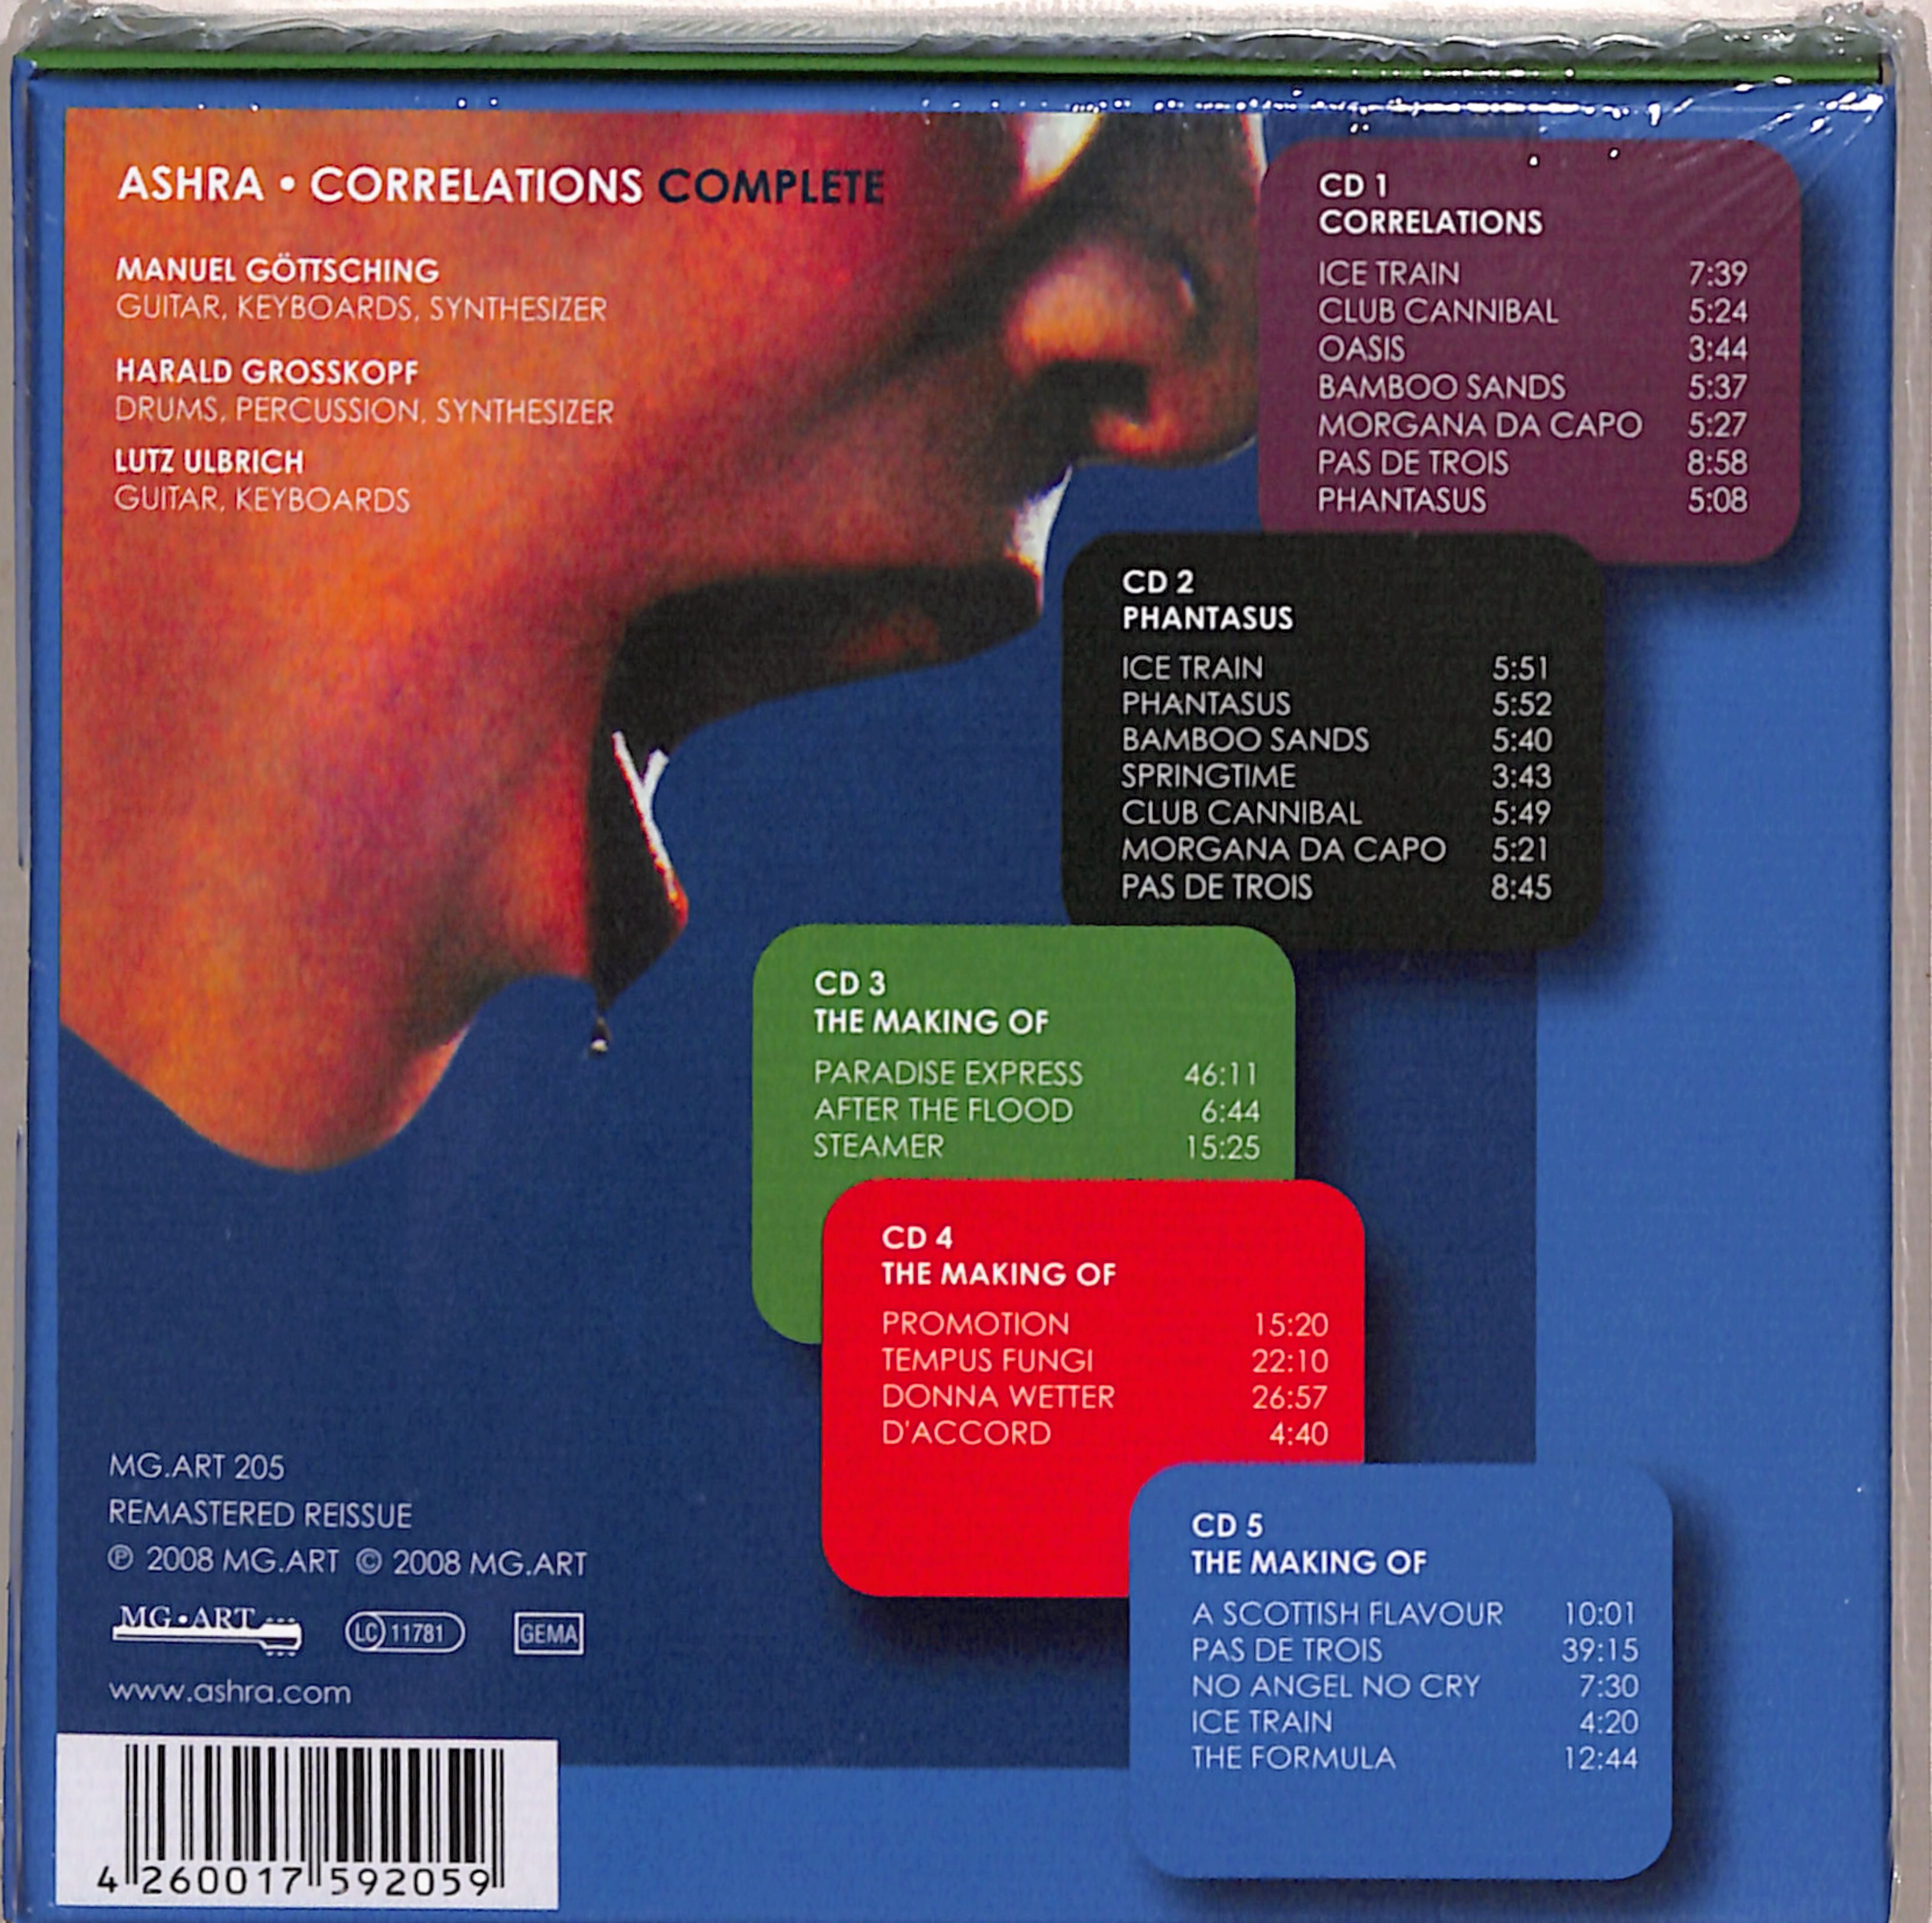 ASHRA • CORRELATIONS COMPLETE
MANUEL GÖTTSCHING
GUITAR, KEYBOARDS, SYNTHESIZER
HARALD GROSSKOPF
DRUMS, PERCUSSION, SYNTHESIZER
LUTZ ULBRICH
GUITAR, KEYBOARDS
CD 1
CORRELATIONS
ICE TRAIN 7:39
CLUB CANNIBAL 5:24
OASIS 3:44
BAMBOO SANDS 5:37
MORGANA DA CAPO 5:27
PAS DE TROIS 8:58
PHANTASUS 5:08
CD 2
PHANTASUS
ICE TRAIN 5:51
PHANTASUS 5:52
BAMBOO SANDS 5:40
SPRINGTIME 3:43
CLUB CANNIBAL 5:49
MORGANA DA CAPO 5:21
PAS DE TROIS 8:45
CD 3
THE MAKING OF
PARADISE EXPRESS 46:11
AFTER THE FLOOD 6:44
STEAMER 15:25
CD 4
THE MAKING OF
PROMOTION 15:20
TEMPUS FUNGI 22:10
DONNA WETTER 26:57
D'ACCORD 4:40
CD 5
THE MAKING OF
A SCOTTISH FLAVOUR 10:01
PAS DE TROIS 39:15
NO ANGEL NO CRY 7:30
ICE TRAIN 4:20
THE FORMULA 12:44
MG.ART 205
REMASTERED REISSUE
℗ 2008 MG.ART © 2008 MG.ART
MG•ART LC 11781 GEMA
www.ashra.com
4 260017 592059